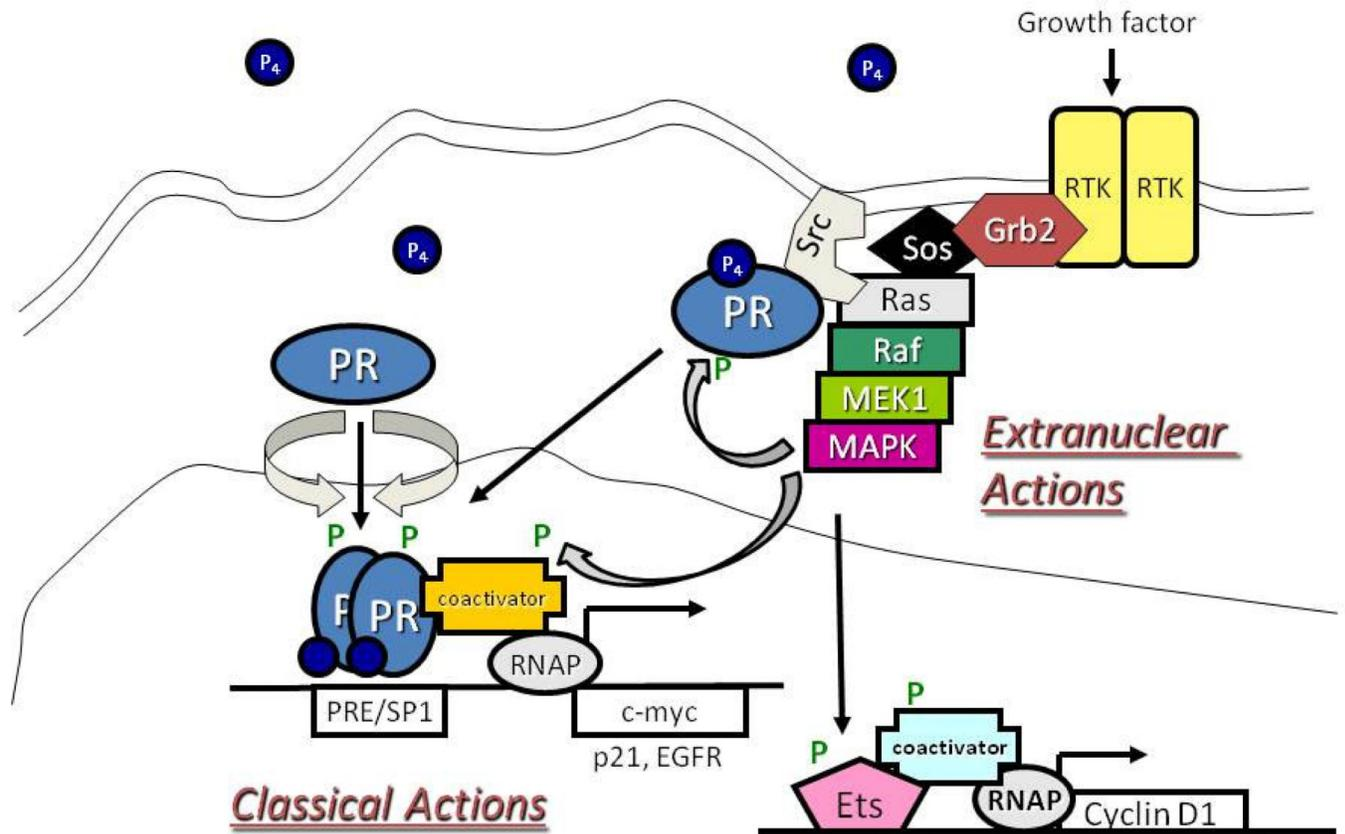 Growth factor
P4
P4
RTK
RTK
Grb2
Sos
Src
P4
P4
PR
Ras
PR
Raf
P
MEK1
MAPK
Extranuclear
Actions
P
P
P
P
PR
coactivator
RNAP
PRE/SP1
c-myc
p21, EGFR
P
P
coactivator
Classical Actions
Ets
RNAP
Cyclin D1